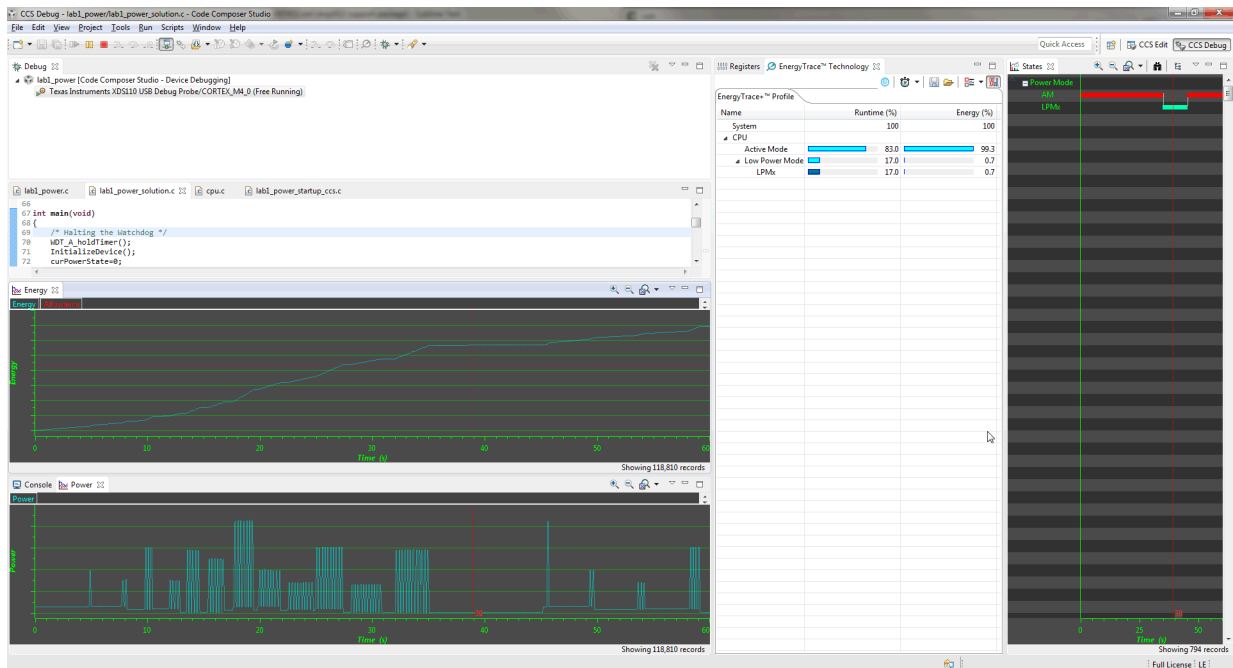 CCS Debug - lab1_power/lab1_power_solution.c - Code Composer Studio
File Edit View Project Tools Run Scripts Window Help
Quick Access CCS Edit CCS Debug
Debug
lab1_power [Code Composer Studio - Device Debugging]
Texas Instruments XDS110 USB Debug Probe/CORTEX_M4_0 (Free Running)
lab1_power.c lab1_power_solution.c cpu.c lab1_power_startup_ccs.c
66
67 int main(void)
68 {
69 /* Halting the Watchdog */
70 WDT_A_holdTimer();
71 InitializeDevice();
72 curPowerState=0;
Energy
Energy Allowance
Energy
0 10 20 30 40 50 60
Time (s)
Showing 118,810 records
Console Power
Power
Power
0 10 20 30 40 50 60
Time (s)
Showing 118,810 records
Registers EnergyTrace™ Technology
EnergyTrace+™ Profile
Name Runtime (%) Energy (%)
System 100 100
CPU
Active Mode 83.0 99.3
Low Power Mode 17.0 0.7
LPMx 17.0 0.7
States
Power Mode
AM
LPMx
0 25 50
Time (s)
Showing 794 records
Full License LE